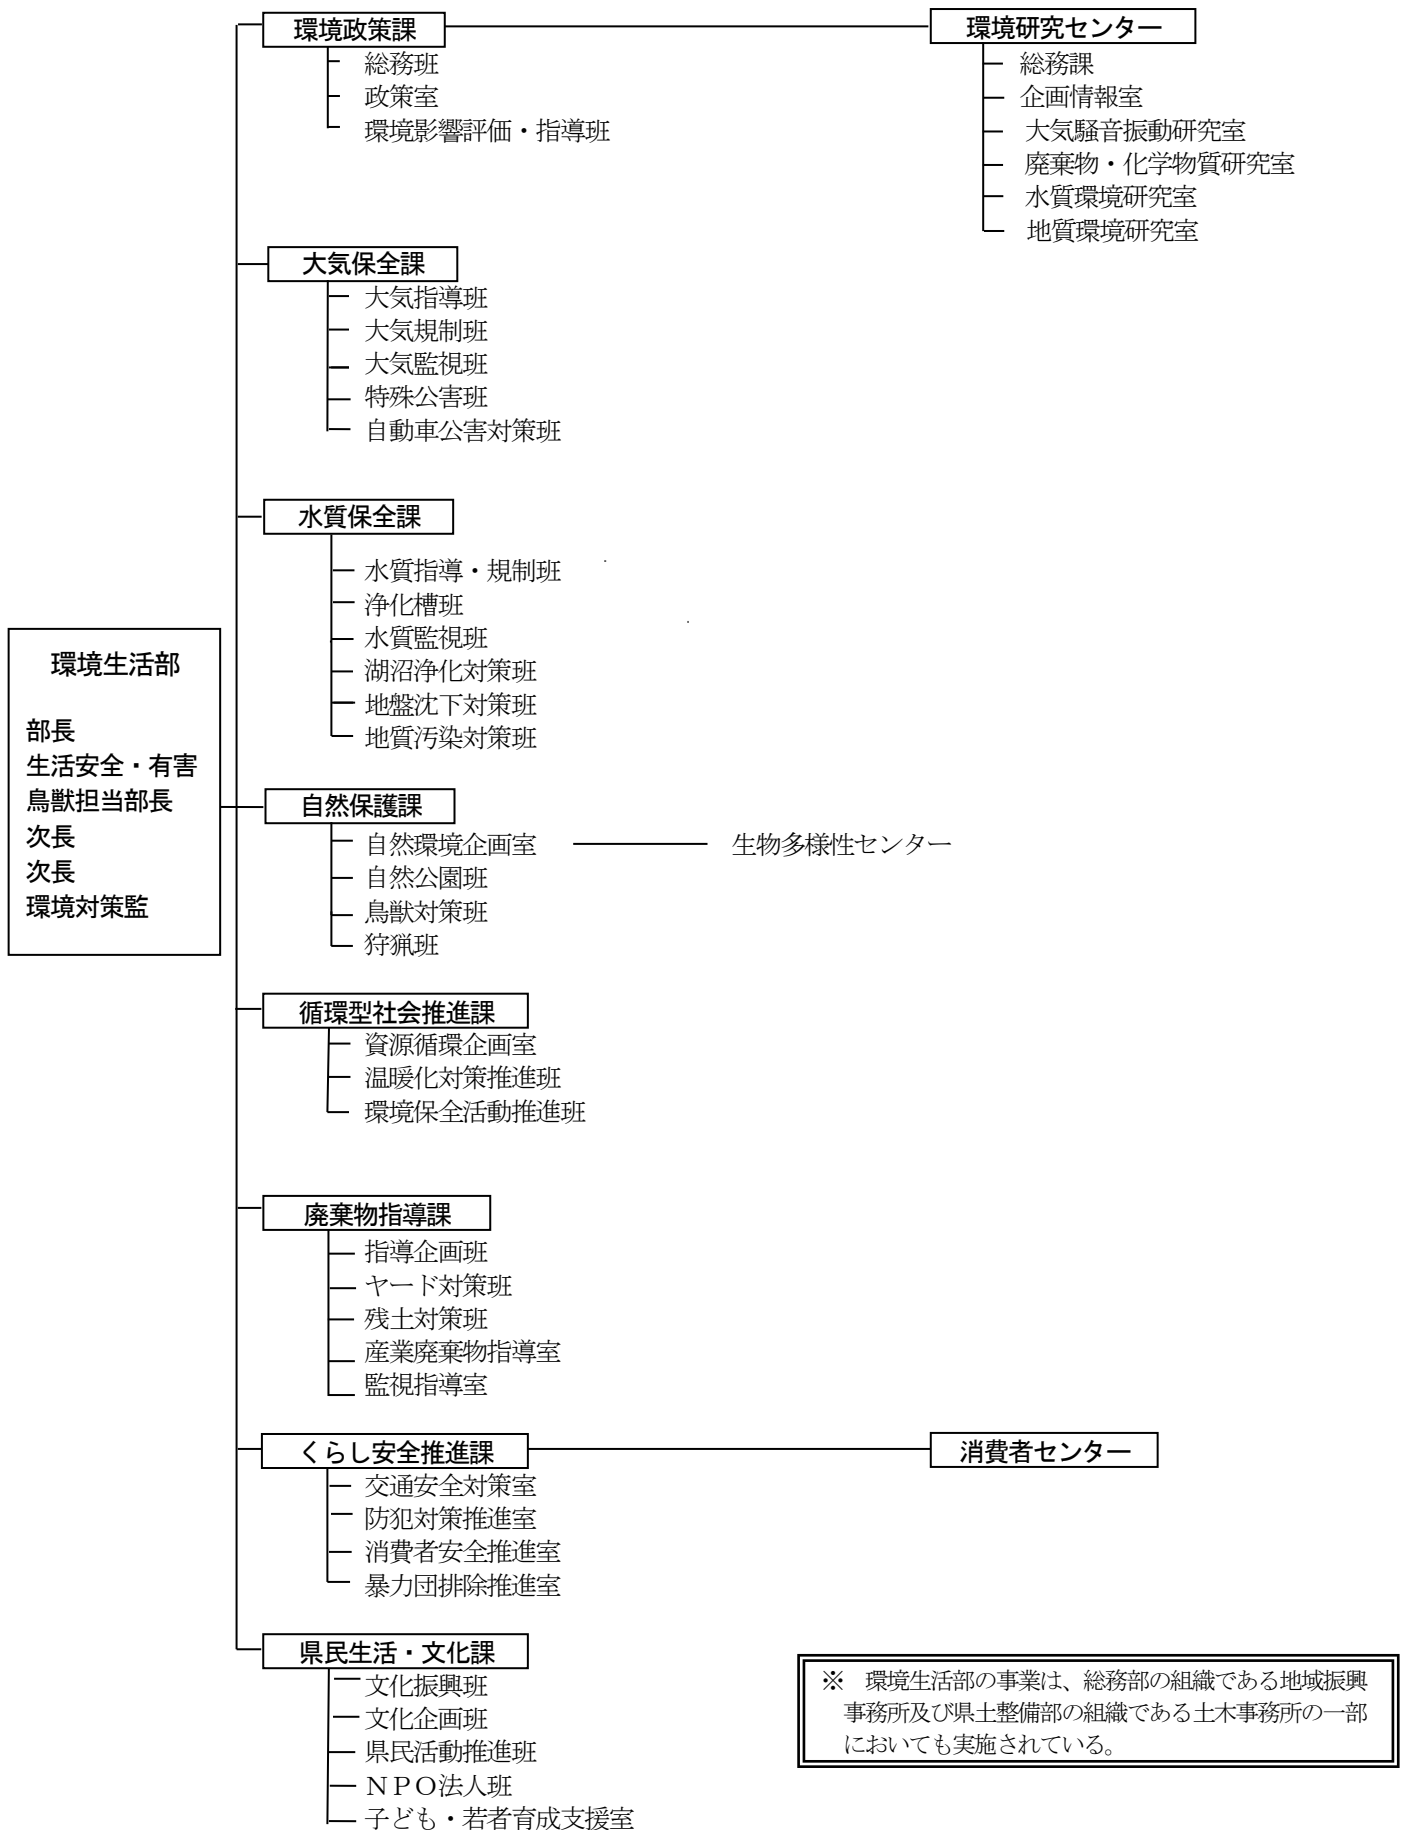 環境生活部
部長
生活安全・有害
鳥獣担当部長
次長
次長
環境対策監
環境政策課
総務班
政策室
環境影響評価・指導班
環境研究センター
総務課
企画情報室
大気騒音振動研究室
廃棄物・化学物質研究室
水質環境研究室
地質環境研究室
大気保全課
大気指導班
大気規制班
大気監視班
特殊公害班
自動車公害対策班
水質保全課
水質指導・規制班
浄化槽班
水質監視班
湖沼浄化対策班
地盤沈下対策班
地質汚染対策班
自然保護課
自然環境企画室
生物多様性センター
自然公園班
鳥獣対策班
狩猟班
循環型社会推進課
資源循環企画室
温暖化対策推進班
環境保全活動推進班
廃棄物指導課
指導企画班
ヤード対策班
残土対策班
産業廃棄物指導室
監視指導室
くらし安全推進課
消費者センター
交通安全対策室
防犯対策推進室
消費者安全推進室
暴力団排除推進室
県民生活・文化課
文化振興班
文化企画班
県民活動推進班
ＮＰＯ法人班
子ども・若者育成支援室
※　環境生活部の事業は、総務部の組織である地域振興
事務所及び県土整備部の組織である土木事務所の一部
においても実施されている。